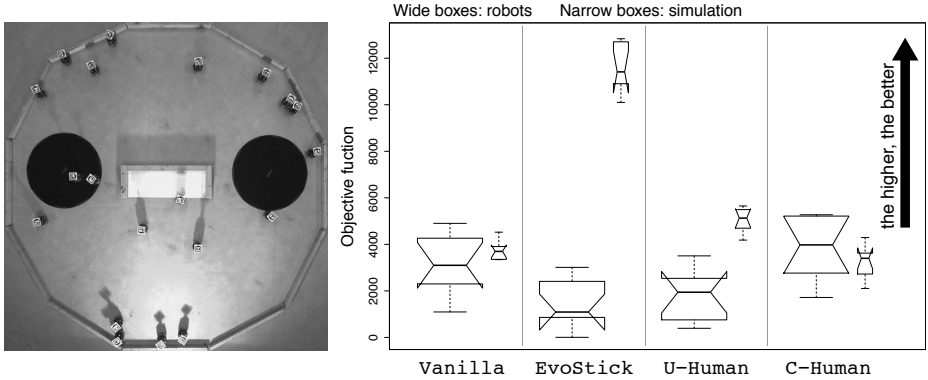 Wide boxes: robots Narrow boxes: simulation
Objective fuction
0
2000
4000
6000
8000
10000
12000
the higher, the better
Vanilla EvoStick U-Human C-Human